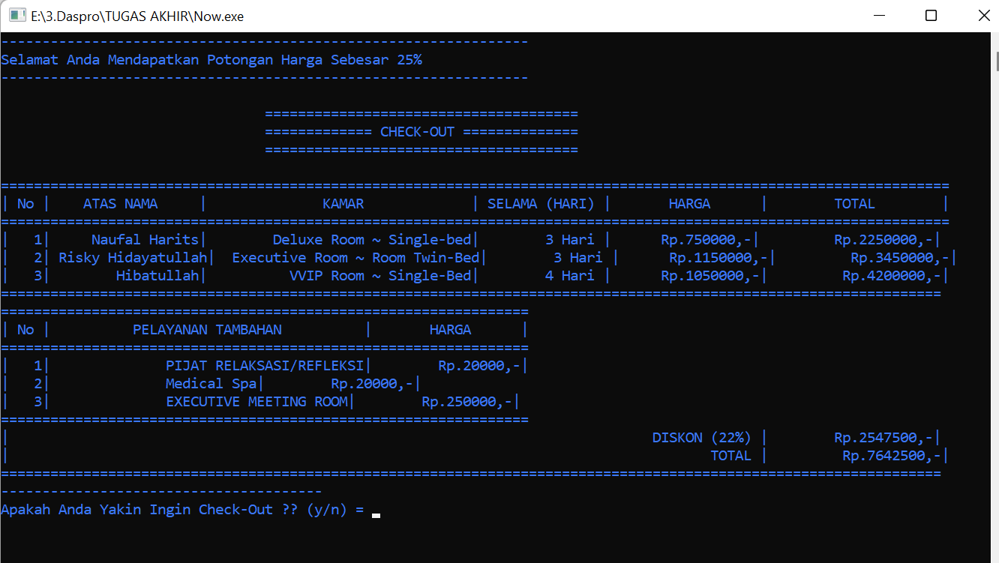 E:\3.Daspro\TUGAS AKHIR\Now.exe
----------------------------------------------------------------
Selamat Anda Mendapatkan Potongan Harga Sebesar 25%
----------------------------------------------------------------
======================================
============= CHECK-OUT ==============
======================================
===================================================================================================================
| No |    ATAS NAMA     |              KAMAR             | SELAMA (HARI) |       HARGA      |        TOTAL        |
===================================================================================================================
|   1|     Naufal Harits|        Deluxe Room ~ Single-bed|        3 Hari |      Rp.750000,-|         Rp.2250000,-|
|   2| Risky Hidayatullah|  Executive Room ~ Room Twin-Bed|        3 Hari |      Rp.1150000,-|         Rp.3450000,-|
|   3|        Hibatullah|          VVIP Room ~ Single-Bed|        4 Hari |      Rp.1050000,-|         Rp.4200000,-|
==================================================================================================================
================================================================
| No |          PELAYANAN TAMBAHAN          |       HARGA      |
================================================================
|   1|              PIJAT RELAKSASI/REFLEKSI|        Rp.20000,-|
|   2|              Medical Spa|        Rp.20000,-|
|   3|              EXECUTIVE MEETING ROOM|        Rp.250000,-|
================================================================
|                                                                              DISKON (22%) |        Rp.2547500,-|
|                                                                                     TOTAL |         Rp.7642500,-|
==================================================================================================================
---------------------------------------
Apakah Anda Yakin Ingin Check-Out ?? (y/n) =